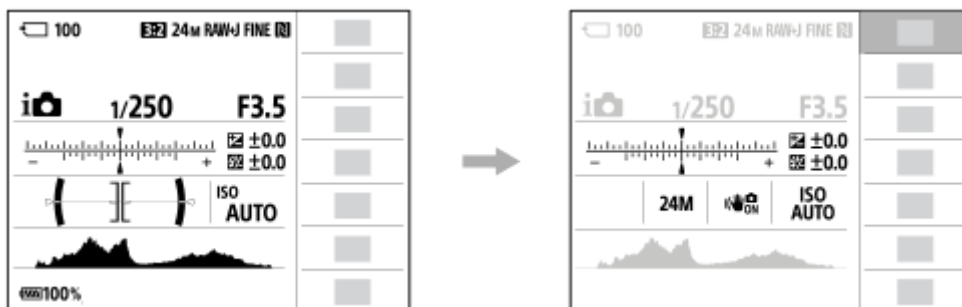 100 3:2 24M RAW+J FINE N
i 1/250 F3.5
±0.0
- + ±0.0
ISO
AUTO
100%
100 3:2 24M RAW+J FINE N
i 1/250 F3.5
±0.0
- + ±0.0
24M ON ISO
AUTO